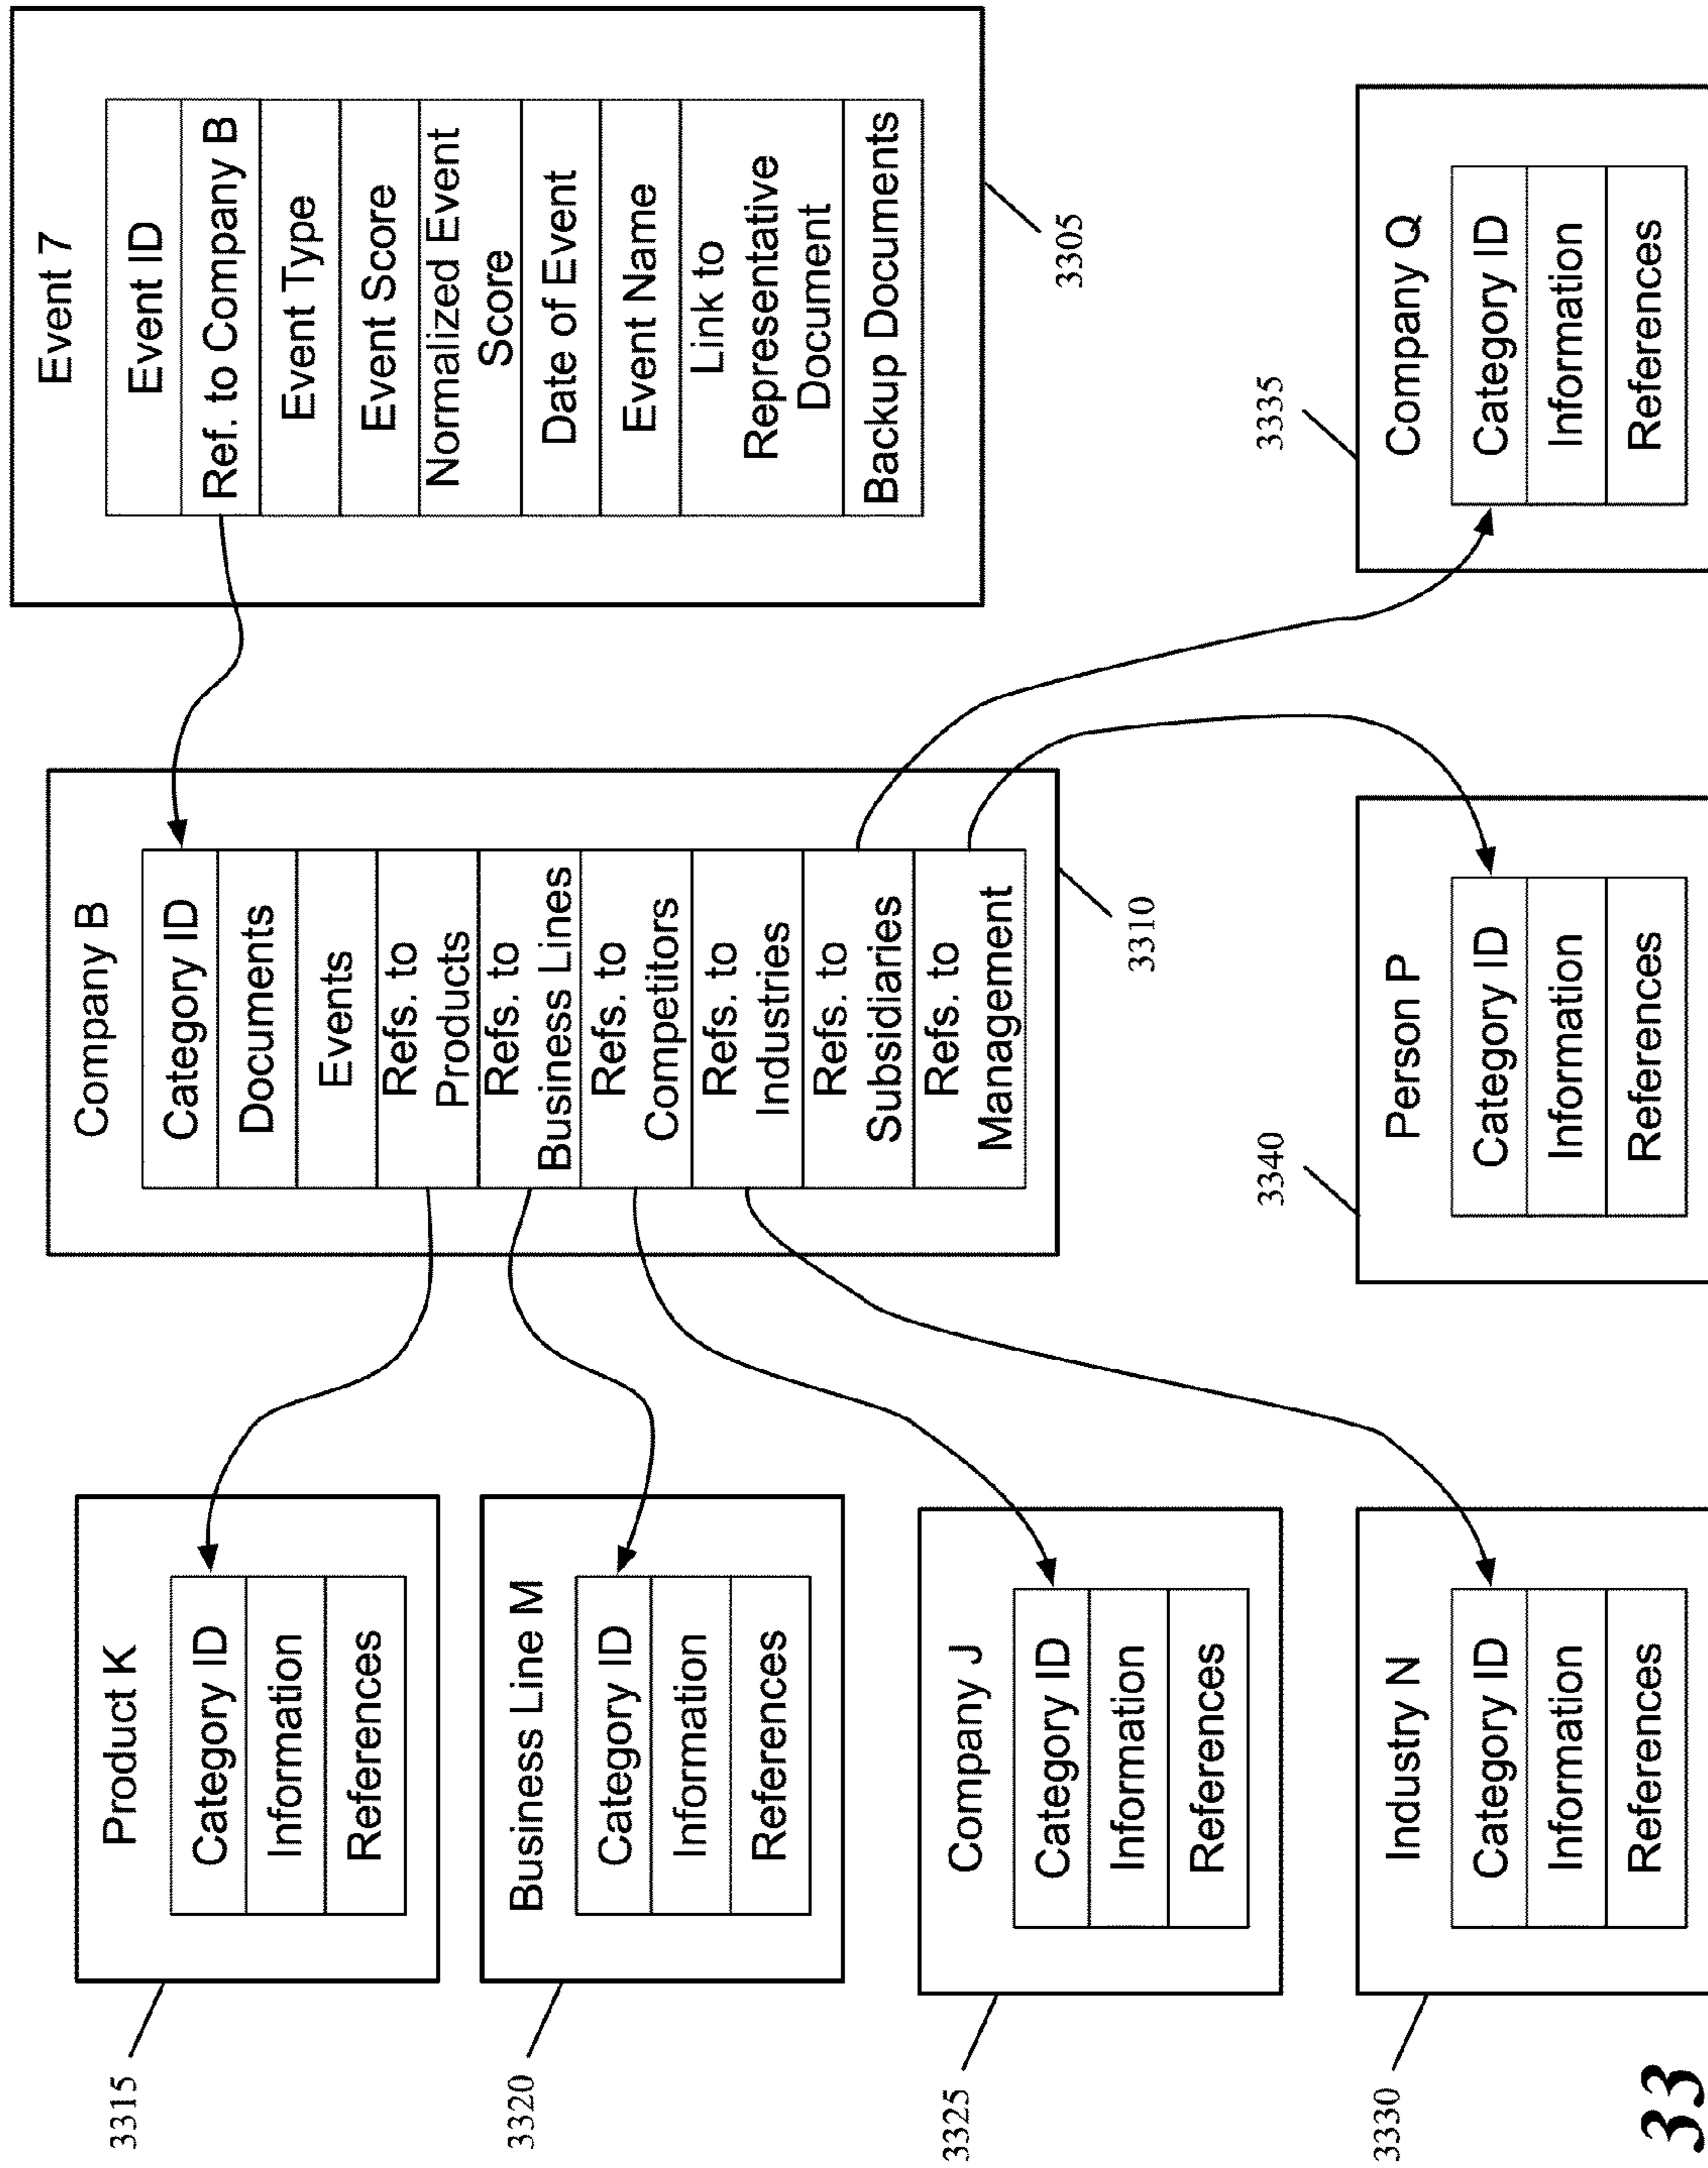 Product K
Category ID
Information
References
3315
Business Line M
Category ID
Information
References
3320
Company J
Category ID
Information
References
3325
Industry N
Category ID
Information
References
3330
Company B
Category ID
Documents
Events
Refs. to
Products
Refs. to
Business Lines
Refs. to
Competitors
Refs. to
Industries
Refs. to
Subsidiaries
Refs. to
Management
3310
Person P
Category ID
Information
References
3340
Event 7
Event ID
Ref. to Company B
Event Type
Event Score
Normalized Event
Score
Date of Event
Event Name
Link to
Representative
Document
Backup Documents
3305
Company Q
Category ID
Information
References
3335
33